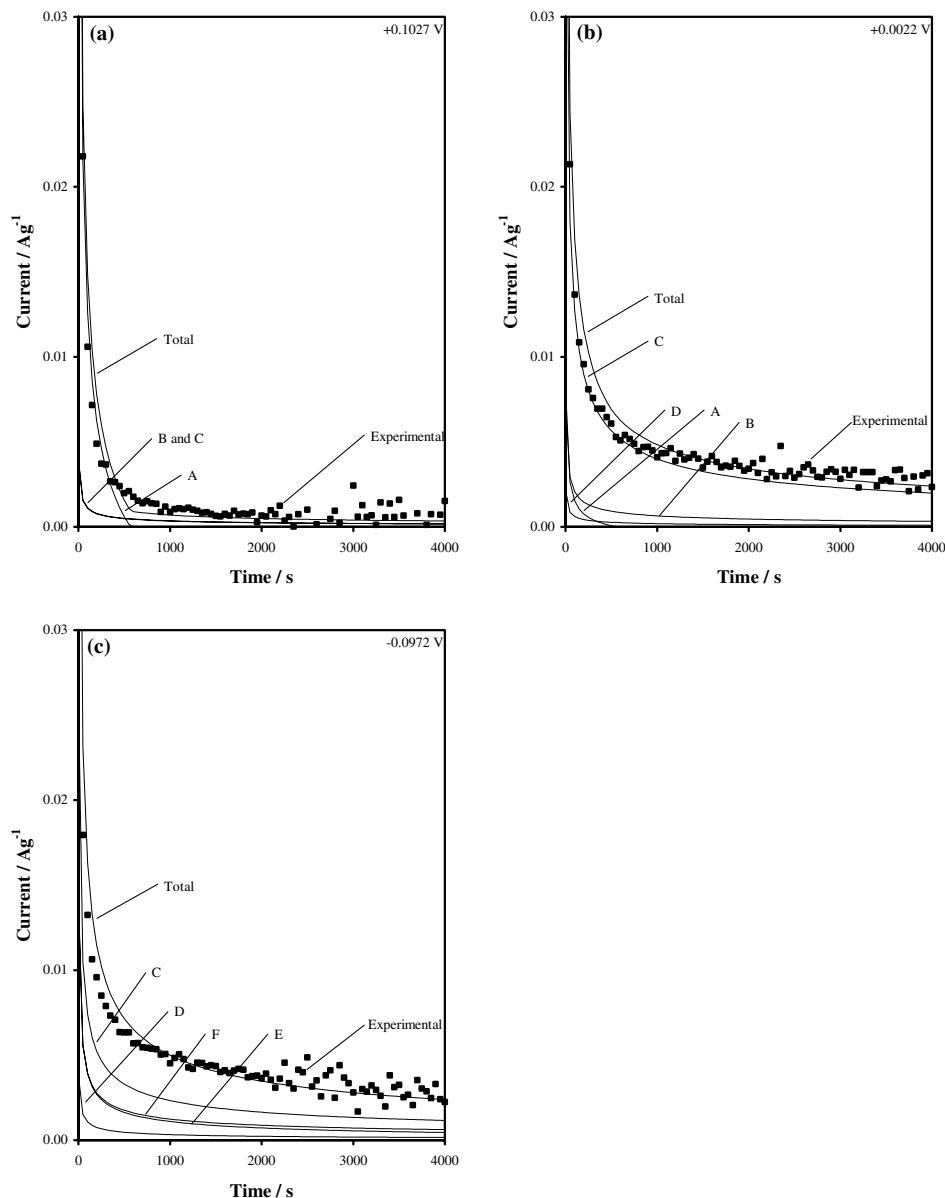 (a)
+0.1027 V
0.03
0.02
0.01
0.00
Current / Ag-1
Total
B and C
A
Experimental
0
1000
2000
3000
4000
Time / s
(b)
+0.0022 V
0.03
0.02
0.01
0.00
Current / Ag-1
Total
C
D
A
B
Experimental
0
1000
2000
3000
4000
Time / s
(c)
-0.0972 V
0.03
0.02
0.01
0.00
Current / Ag-1
Total
C
D
F
E
Experimental
0
1000
2000
3000
4000
Time / s